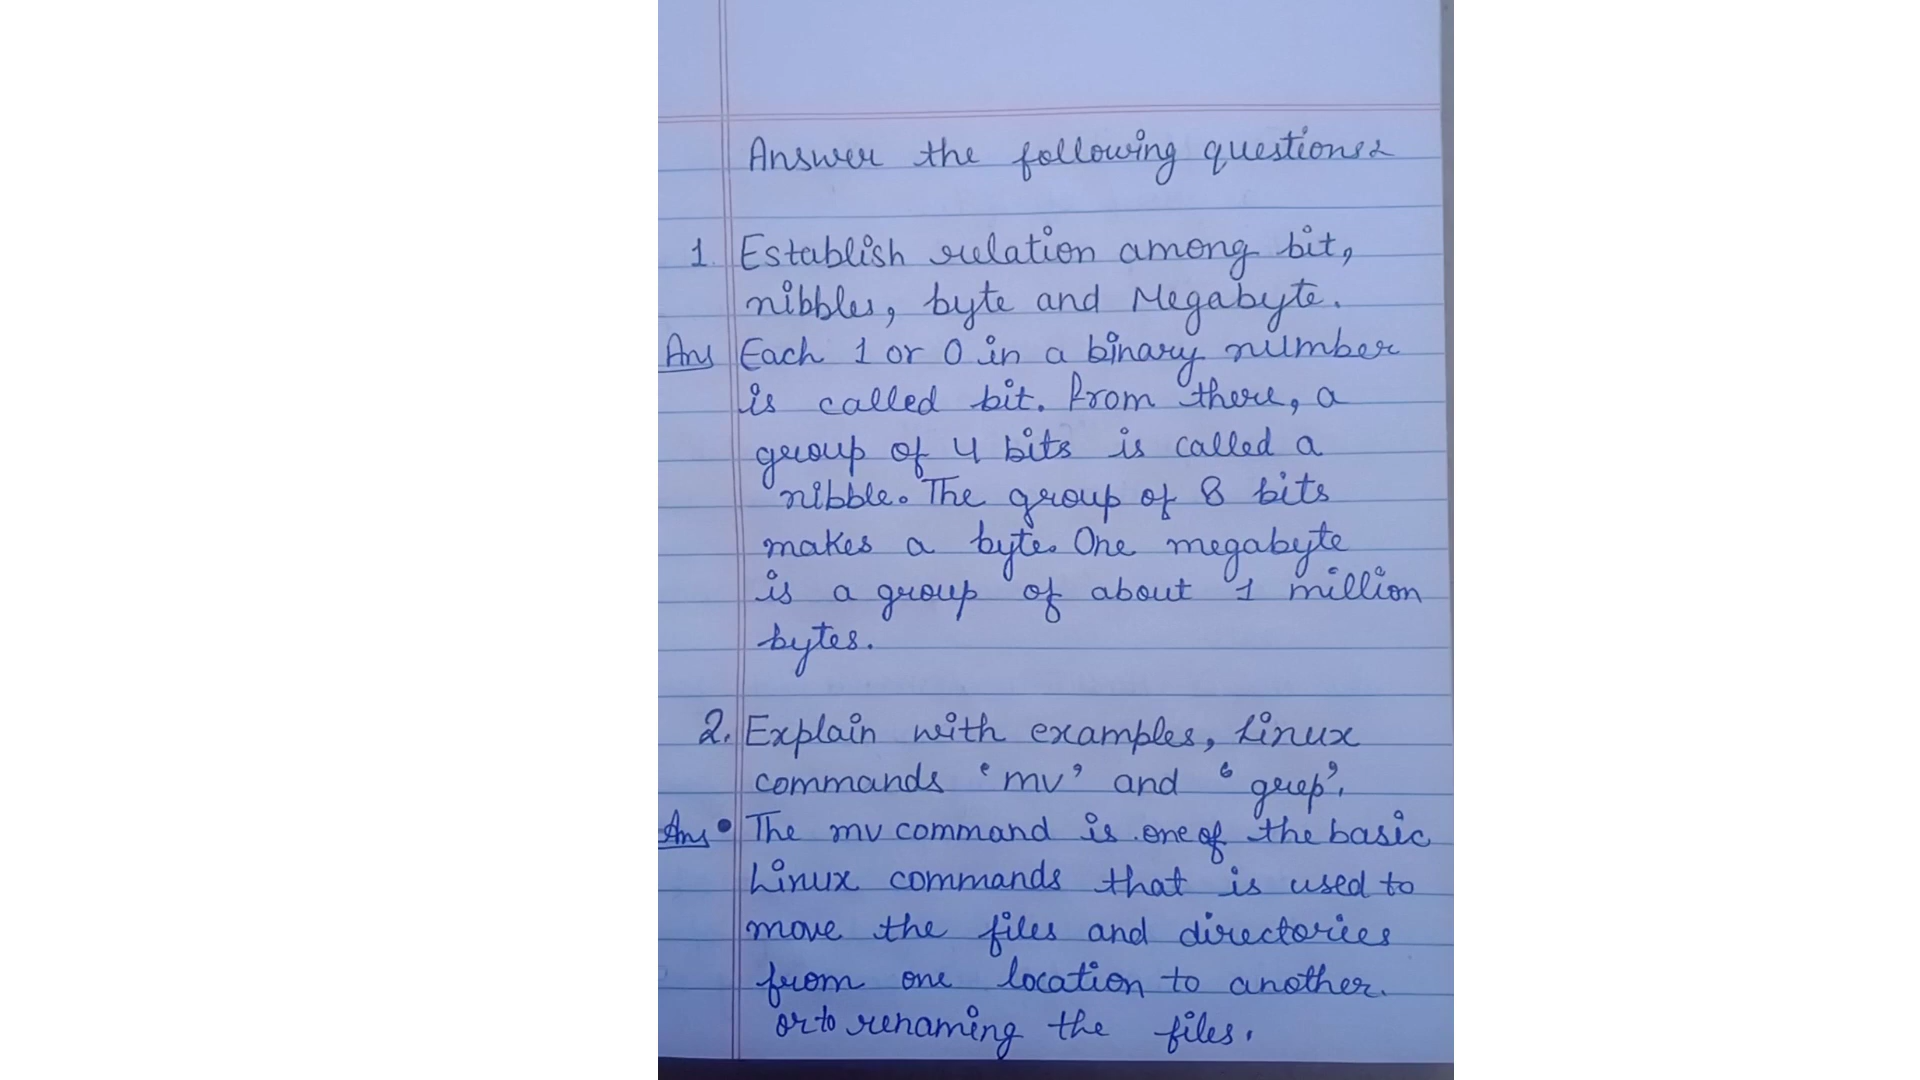 Answer the following questions
1. Establish relation among bit,
nibbles, byte and Megabyte.
Ans Each 1 or 0 in a binary number
is called bit. From there, a
group of 4 bits is called a
nibble. The group of 8 bits
makes a byte. One megabyte
is a group of about 1 million
bytes.
2. Explain with examples, Linux
commands 'mv' and 'grep'.
Ans • The mv command is one of the basic
Linux commands that is used to
move the files and directories
from one location to another.
or to renaming the files.